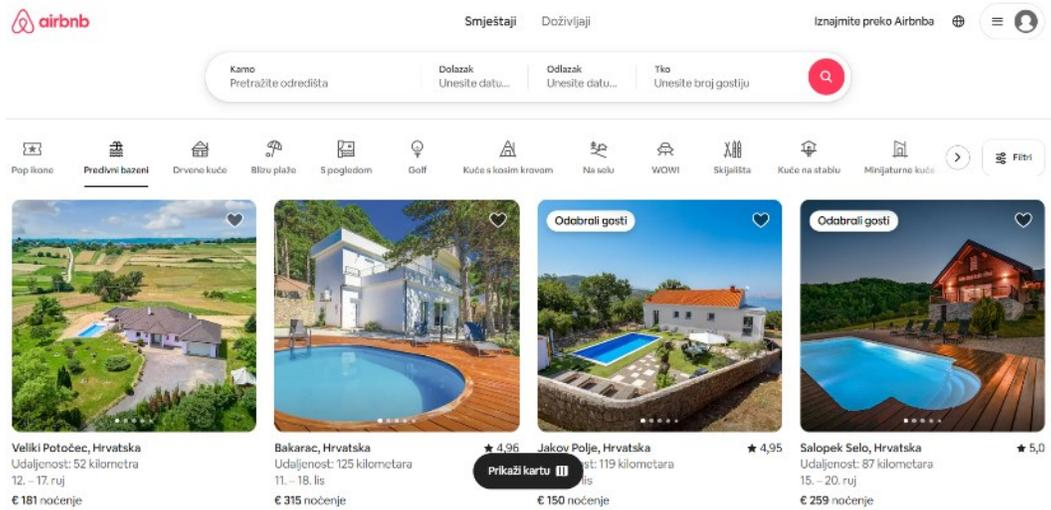 airbnb
Smještaji
Doživljaji
Iznajmite preko Airbnba
Kamo
Pretražite odredišta
Dolazak
Unesite datu...
Odlazak
Unesite datu...
Tko
Unesite broj gostiju
Pop ikone
Predivni bazeni
Drvene kuće
Blizu plaže
S pogledom
Golf
Kuće s kosim krovom
Na selu
WOW!
Skijališta
Kuće na stablu
Minijaturne kuće
Filtri
Odabrali gosti
Odabrali gosti
Veliki Potočec, Hrvatska
Udaljenost: 52 kilometra
12. – 17. ruj
€ 181 noćenje
Bakarac, Hrvatska
4,96
Udaljenost: 125 kilometara
11. – 18. lis
€ 315 noćenje
Jakov Polje, Hrvatska
4,95
st: 119 kilometara
lis
€ 150 noćenje
Salopek Selo, Hrvatska
5,0
Udaljenost: 87 kilometara
15. – 20. ruj
€ 259 noćenje
Prikaži kartu